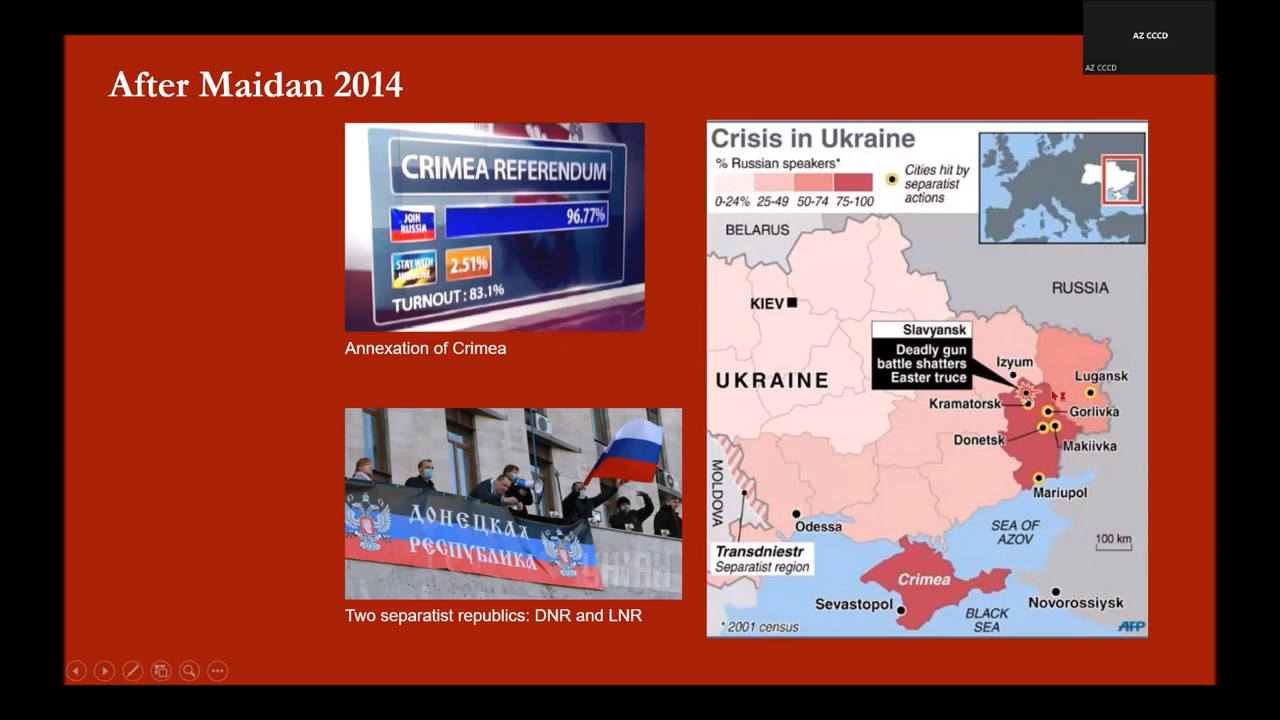 AZ CCCD
AZ CCCD
After Maidan 2014
CRIMEA REFERENDUM
JOIN
RUSSIA
96.77%
STAY WITH
UKRAINE
2.51%
TURNOUT : 83.1%
Annexation of Crimea
ДОНЕЦКАЯ
РЕСПУБЛИКА
УНИАН
Two separatist republics: DNR and LNR
Crisis in Ukraine
% Russian speakers*
0-24% 25-49 50-74 75-100
Cities hit by
separatist
actions
BELARUS
RUSSIA
KIEV
Slavyansk
Deadly gun
battle shatters
Easter truce
Izyum
UKRAINE
Lugansk
Kramatorsk
Gorlivka
Donetsk
Makiivka
MOLDOVA
Mariupol
Odessa
SEA OF
AZOV
100 km
Transdniestr
Separatist region
Crimea
Sevastopol
BLACK
SEA
Novorossiysk
* 2001 census
AFP